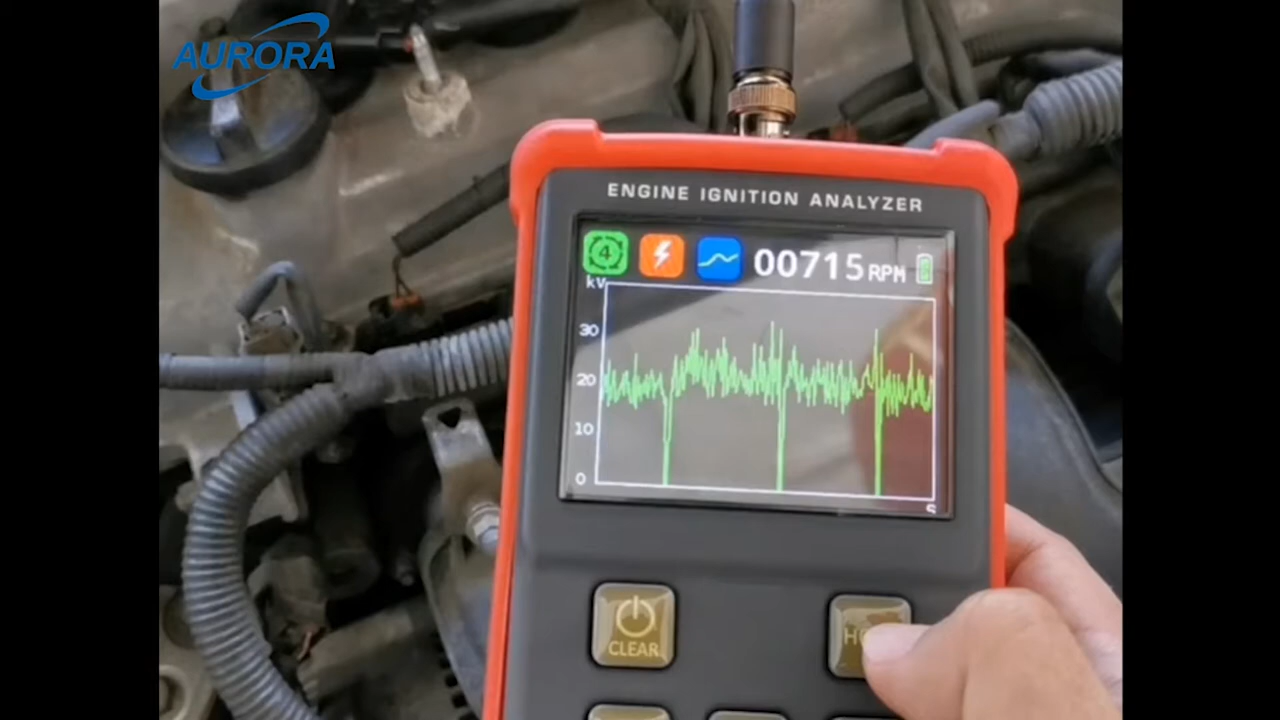 AURORA
ENGINE IGNITION ANALYZER
4
00715 RPM
kV
30
20
10
0
S
CLEAR